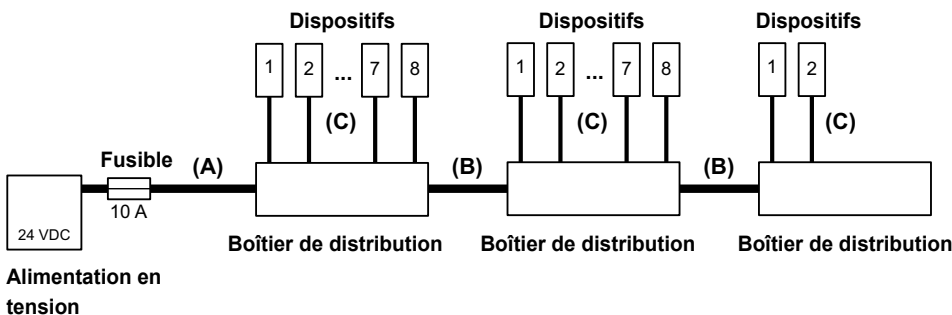 Dispositifs Dispositifs Dispositifs
1 2 ... 7 8 1 2 ... 7 8 1 2
(C) (C) (C)
Fusible (A) (B) (B)
10 A
24 VDC
Boîtier de distribution Boîtier de distribution Boîtier de distribution
Alimentation en
tension